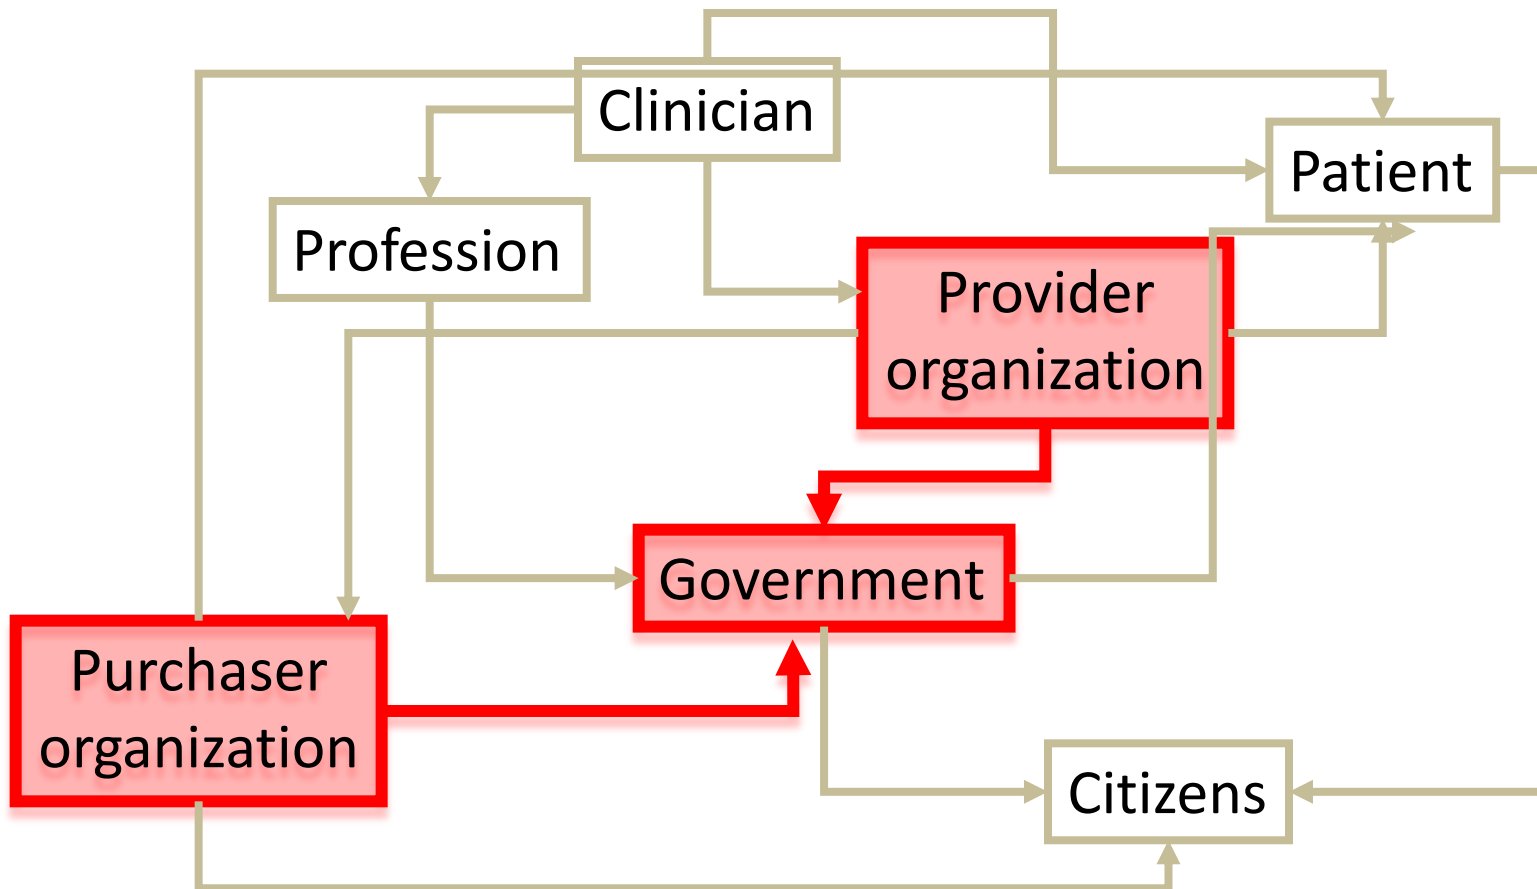 Clinician
Patient
Profession
Provider
organization
Government
Purchaser
organization
Citizens